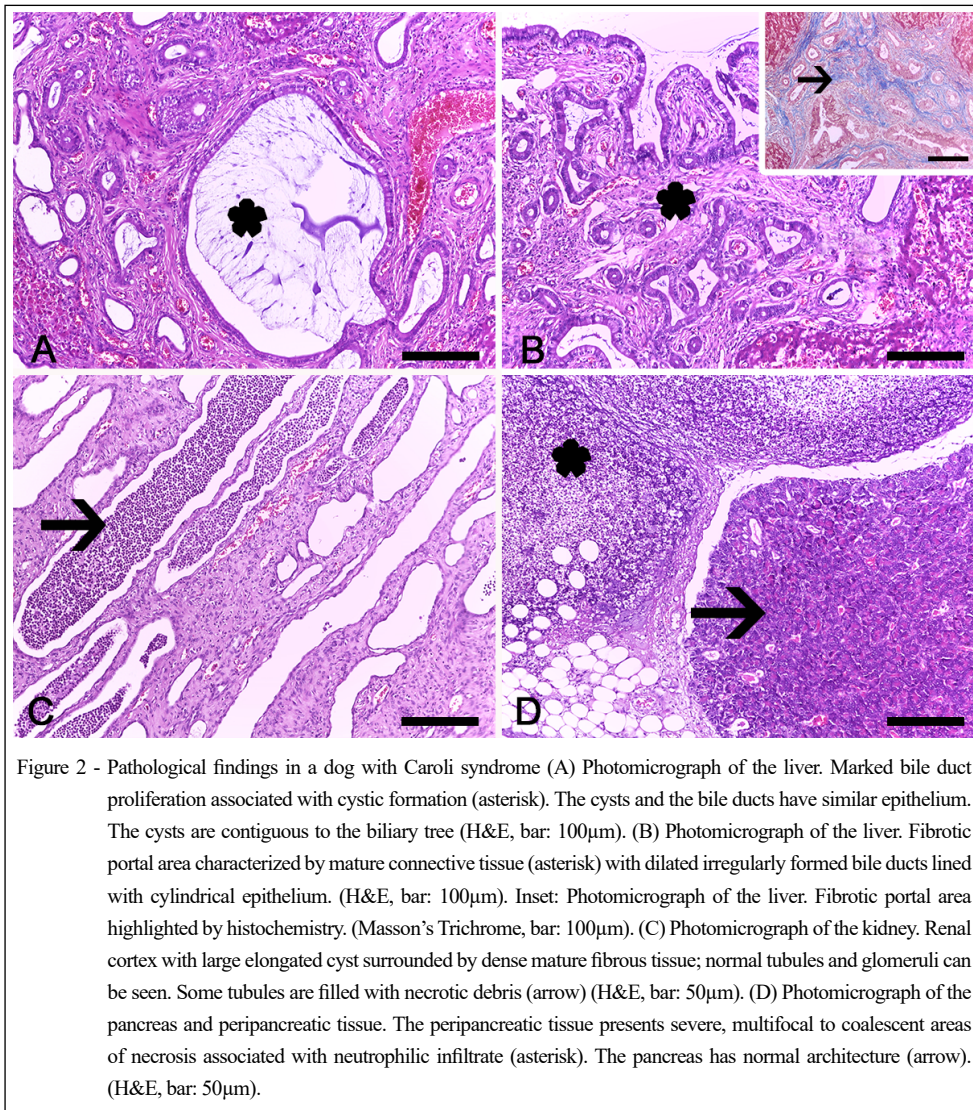 A
B
C
D
Figure 2 - Pathological findings in a dog with Caroli syndrome (A) Photomicrograph of the liver. Marked bile duct
proliferation associated with cystic formation (asterisk). The cysts and the bile ducts have similar epithelium.
The cysts are contiguous to the biliary tree (H&E, bar: 100µm). (B) Photomicrograph of the liver. Fibrotic
portal area characterized by mature connective tissue (asterisk) with dilated irregularly formed bile ducts lined
with cylindrical epithelium. (H&E, bar: 100µm). Inset: Photomicrograph of the liver. Fibrotic portal area
highlighted by histochemistry. (Masson’s Trichrome, bar: 100µm). (C) Photomicrograph of the kidney. Renal
cortex with large elongated cyst surrounded by dense mature fibrous tissue; normal tubules and glomeruli can
be seen. Some tubules are filled with necrotic debris (arrow) (H&E, bar: 50µm). (D) Photomicrograph of the
pancreas and peripancreatic tissue. The peripancreatic tissue presents severe, multifocal to coalescent areas
of necrosis associated with neutrophilic infiltrate (asterisk). The pancreas has normal architecture (arrow).
(H&E, bar: 50µm).